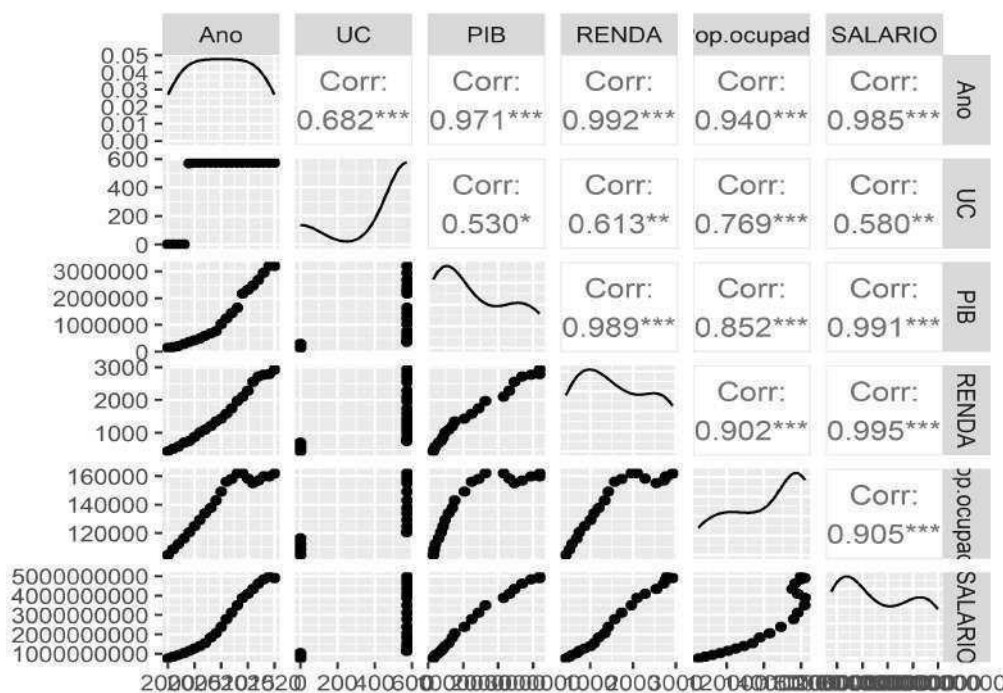 Ano UC PIB RENDA op.ocupad SALARIO
0.05
0.04
0.03
0.02
0.01
0.00
Corr:
0.682***
Corr:
0.971***
Corr:
0.992***
Corr:
0.940***
Corr:
0.985***
Ano
600
400
200
0
Corr:
0.530*
Corr:
0.613**
Corr:
0.769***
Corr:
0.580**
UC
3000000
2000000
1000000
0
Corr:
0.989***
Corr:
0.852***
Corr:
0.991***
PIB
3000
2000
1000
Corr:
0.902***
Corr:
0.995***
RENDA
160000
140000
120000
Corr:
0.905***
op.ocupad
5000000000
4000000000
3000000000
2000000000
1000000000
SALARIO
0 200400600